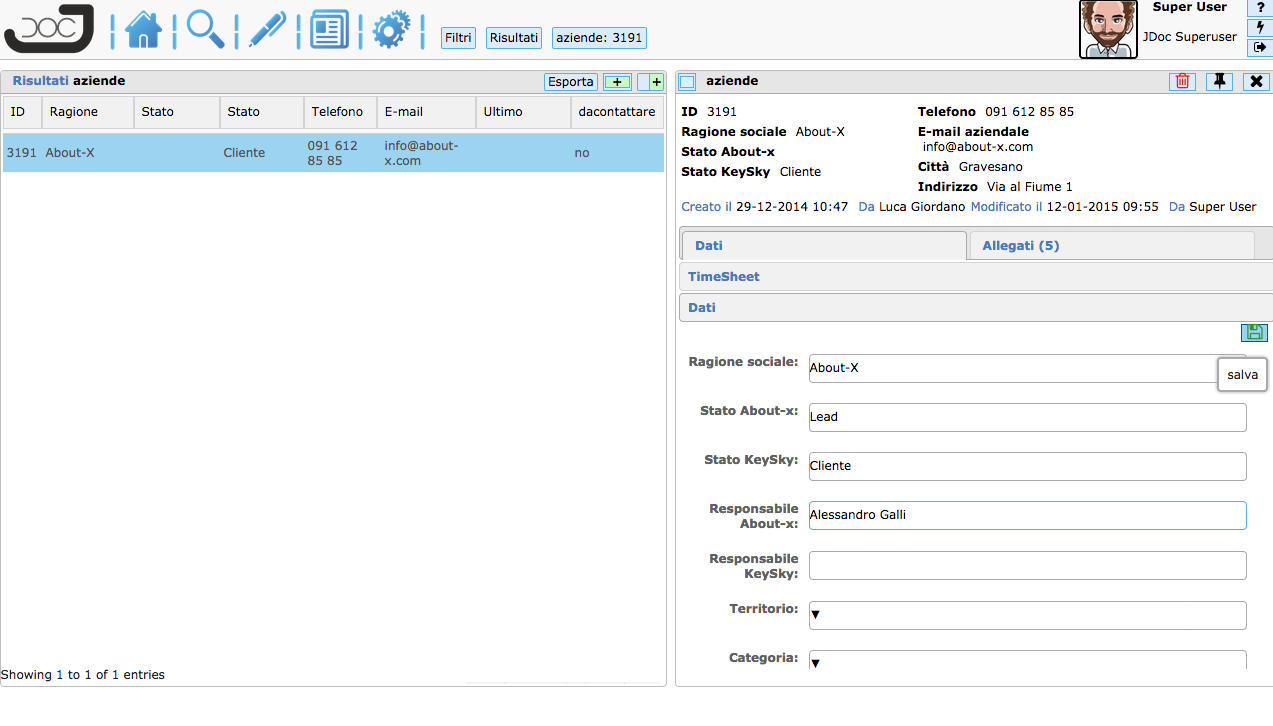 JDOC
Filtri Risultati aziende: 3191
Super User
JDoc Superuser
?
Risultati aziende
Esporta + +
ID Ragione Stato Stato Telefono E-mail Ultimo dacontattare
3191 About-X Cliente 091 612 85 85 info@about-x.com no
Showing 1 to 1 of 1 entries
aziende
ID 3191
Ragione sociale About-X
Stato About-x
Stato KeySky Cliente
Telefono 091 612 85 85
E-mail aziendale
info@about-x.com
Città Gravesano
Indirizzo Via al Fiume 1
Creato il 29-12-2014 10:47 Da Luca Giordano Modificato il 12-01-2015 09:55 Da Super User
Dati Allegati (5)
TimeSheet
Dati
salva
Ragione sociale: About-X
Stato About-x: Lead
Stato KeySky: Cliente
Responsabile About-x: Alessandro Galli
Responsabile KeySky:
Territorio:
Categoria: